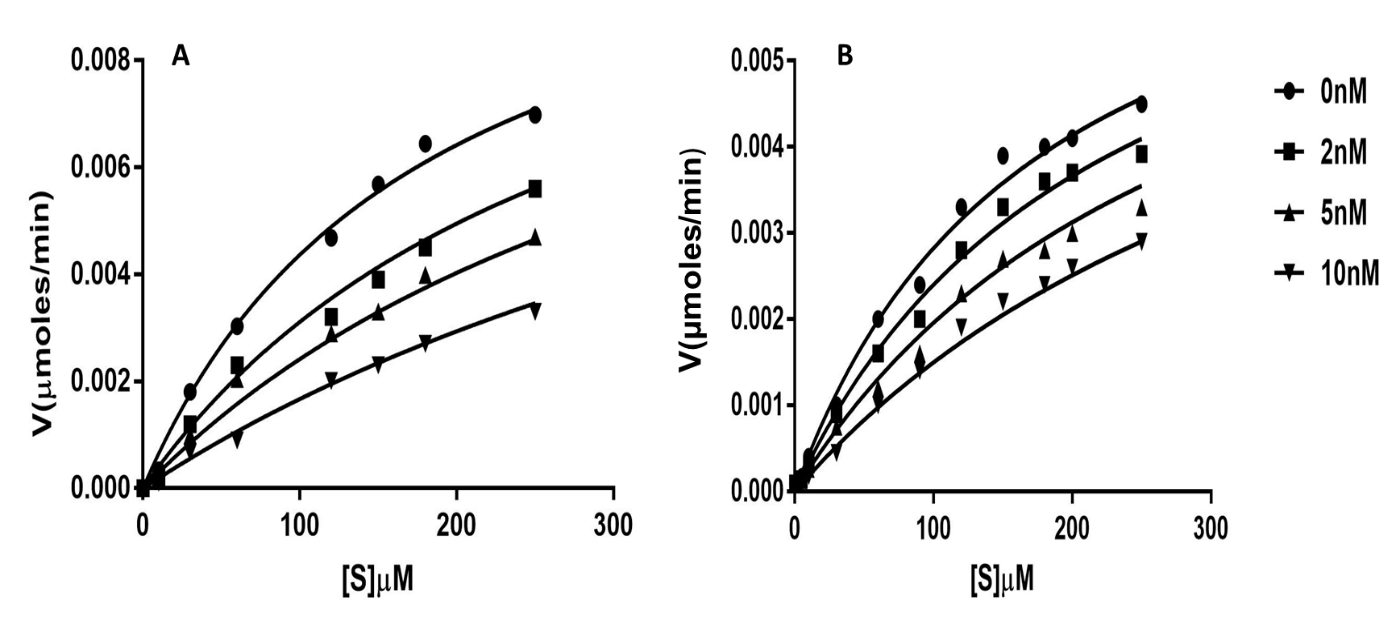 A
0.008
0.006
0.004
0.002
0.000
0
100
200
300
V(μmoles/min)
[S]μM
B
0.005
0.004
0.003
0.002
0.001
0.000
0
100
200
300
V(μmoles/min)
[S]μM
0nM
2nM
5nM
10nM